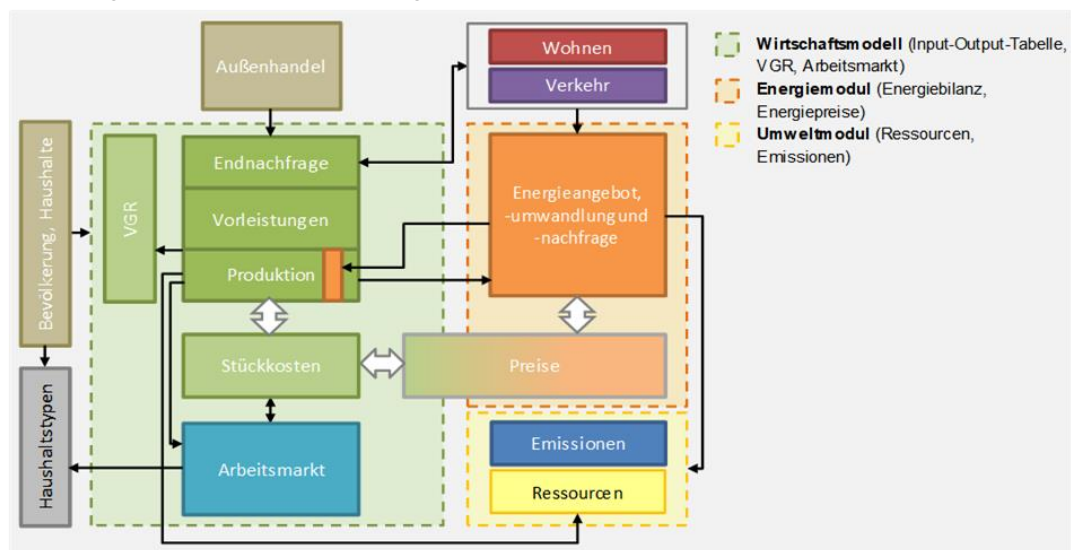 Außenhandel
Wohnen
Verkehr
Wirtschaftsmodell (Input-Output-Tabelle,
VGR, Arbeitsmarkt)
Energiemodul (Energiebilanz,
Energiepreise)
Umweltmodul (Ressourcen,
Emissionen)
Bevölkerung, Haushalte
VGR
Endnachfrage
Vorleistungen
Produktion
Energieangebot,
-umwandlung und
-nachfrage
Stückkosten
Preise
Haushaltstypen
Arbeitsmarkt
Emissionen
Ressourcen